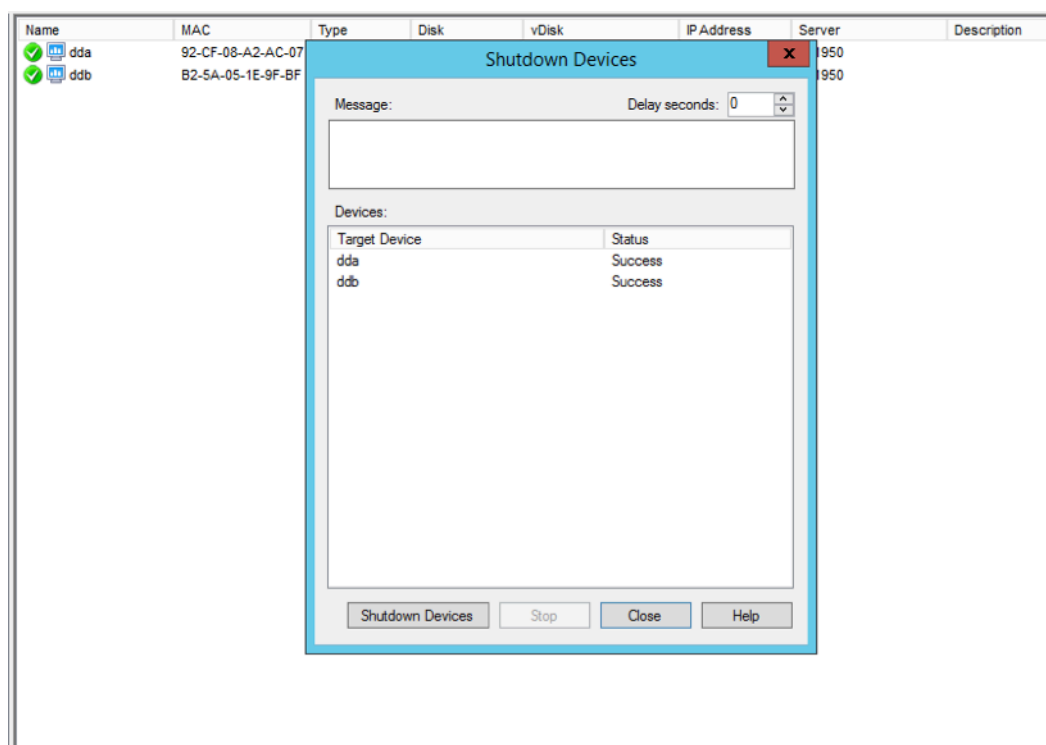 Name MAC Type Disk vDisk IP Address Server Description
dda 92-CF-08-A2-AC-07 1950
ddb B2-5A-05-1E-9F-BF 1950
Shutdown Devices x
Message: Delay seconds: 0
Devices:
Target Device Status
dda Success
ddb Success
Shutdown Devices Stop Close Help